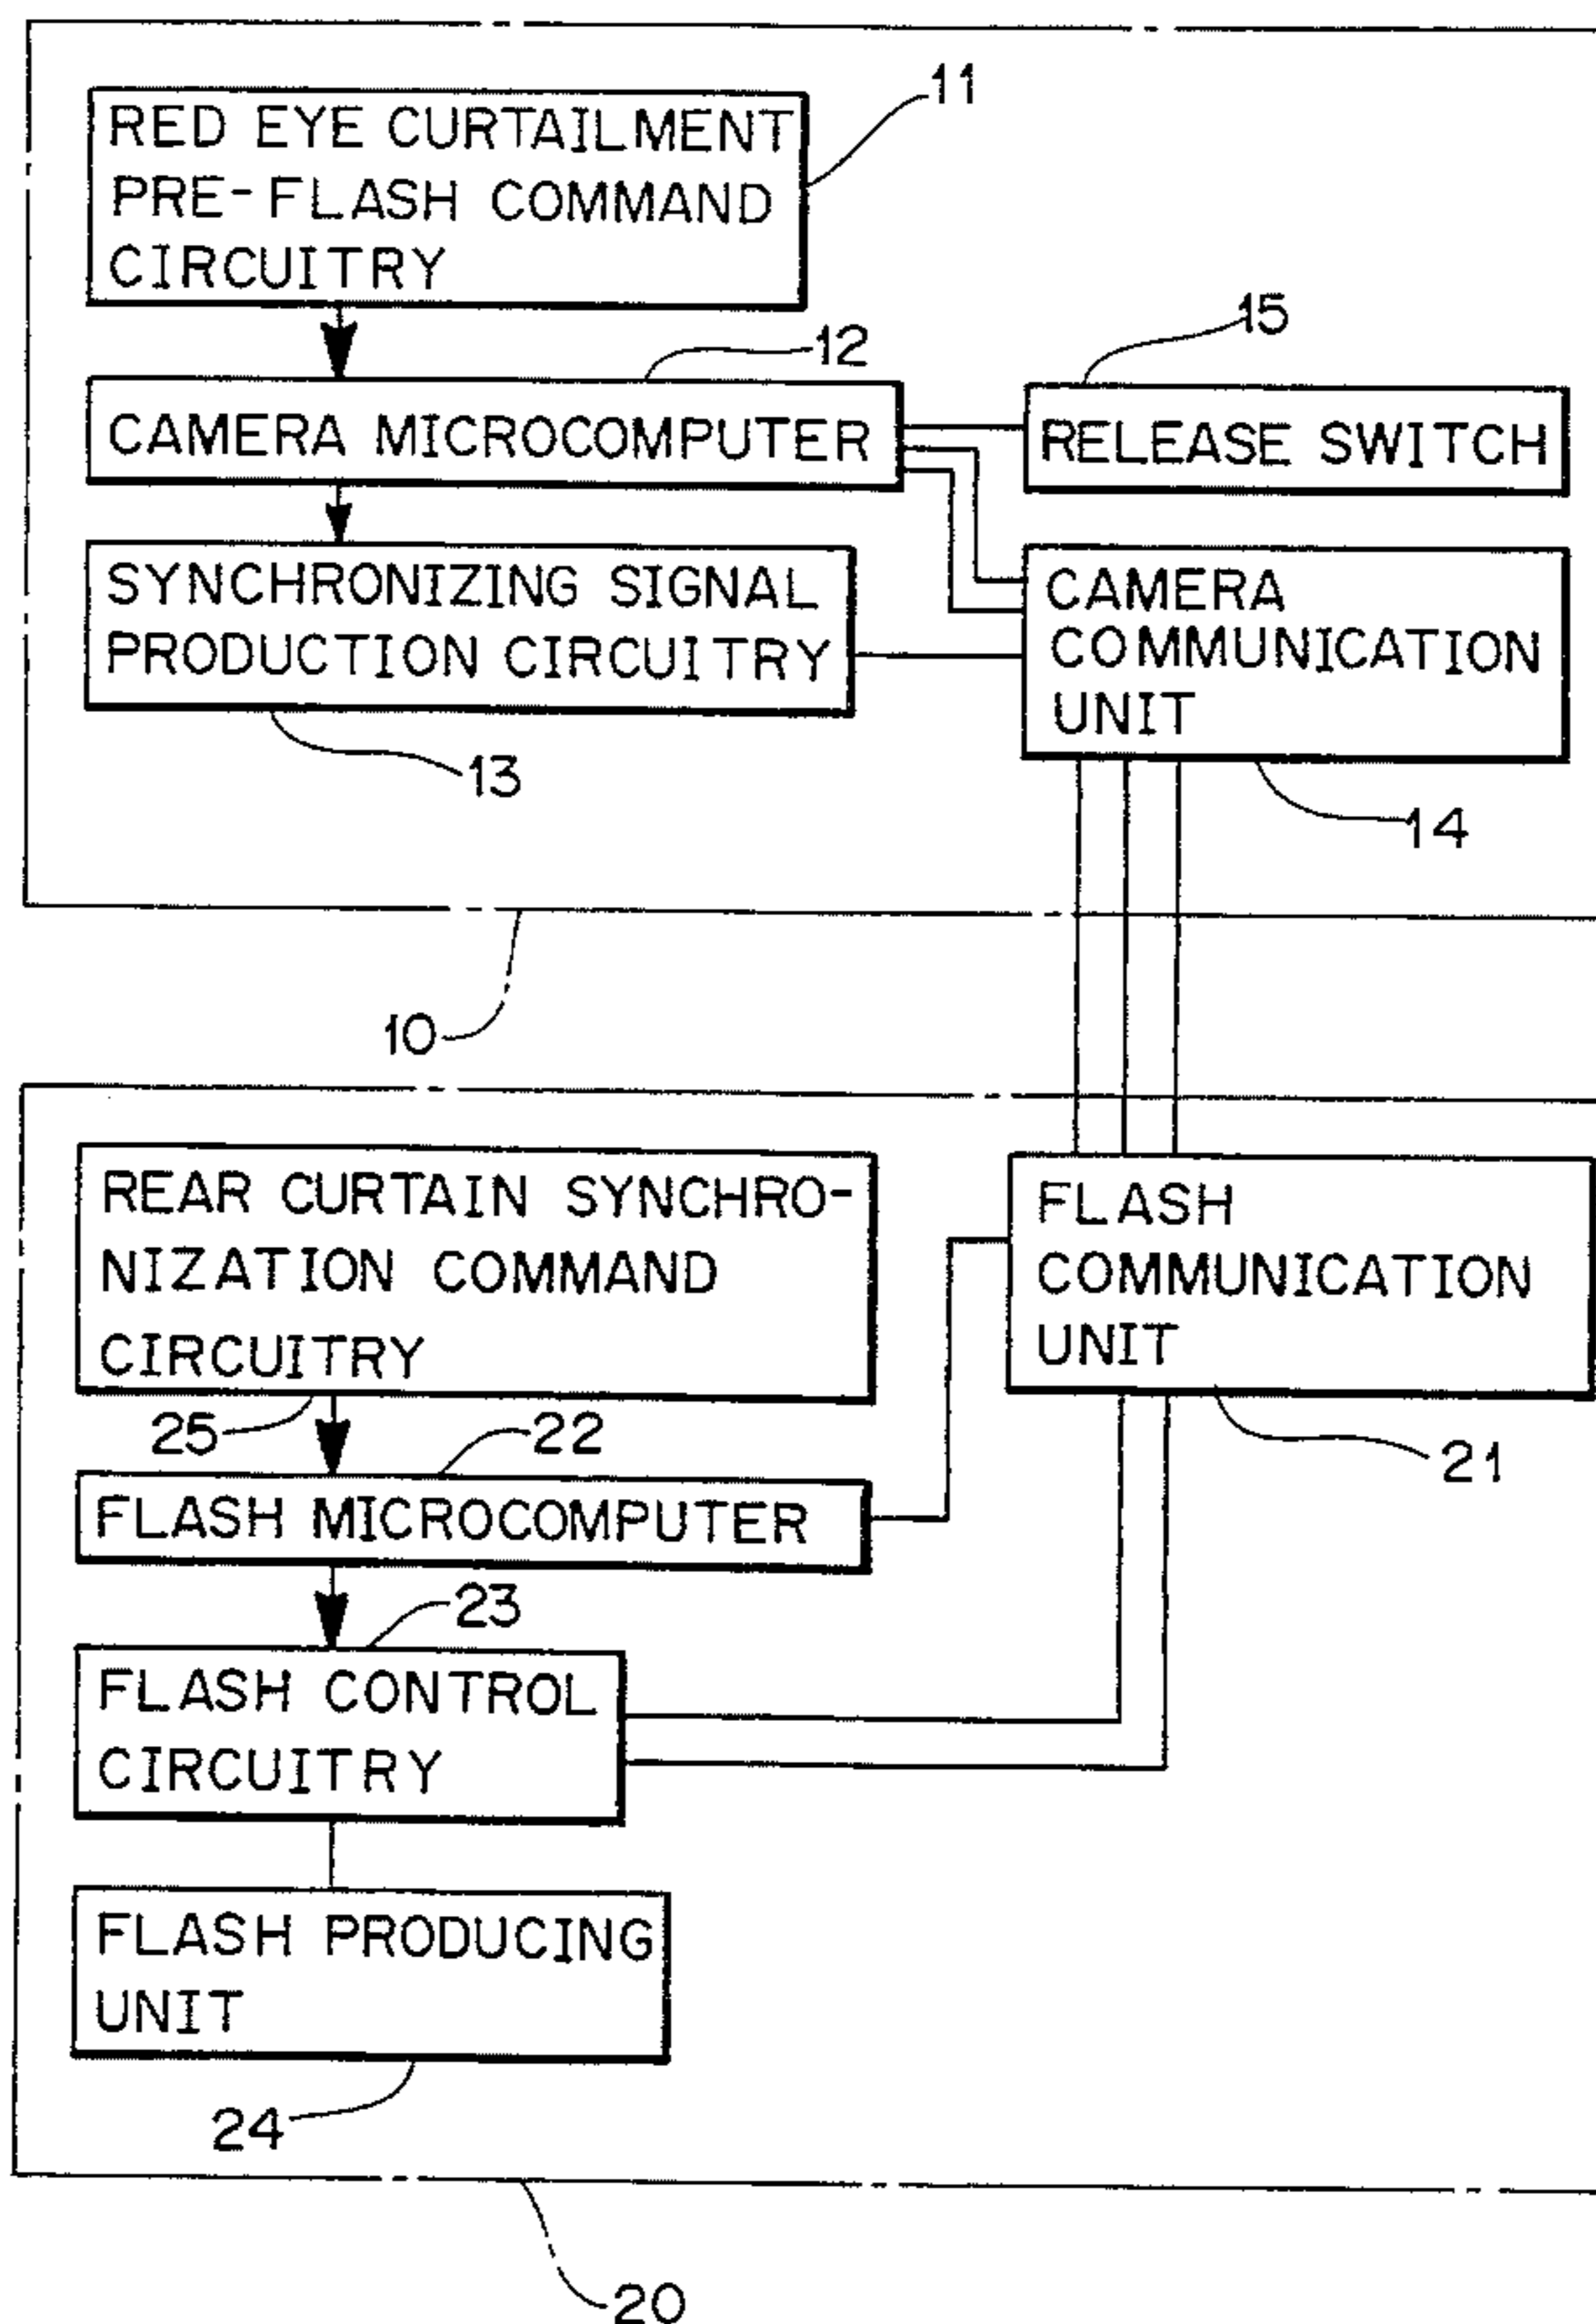 11
RED EYE CURTAILMENT
PRE-FLASH COMMAND
CIRCUITRY
12
15
CAMERA MICROCOMPUTER
RELEASE SWITCH
SYNCHRONIZING SIGNAL
PRODUCTION CIRCUITRY
CAMERA
COMMUNICATION
UNIT
13
14
10
REAR CURTAIN SYNCHRO-
NIZATION COMMAND
CIRCUITRY
FLASH
COMMUNICATION
UNIT
25
22
21
FLASH MICROCOMPUTER
23
FLASH CONTROL
CIRCUITRY
FLASH PRODUCING
UNIT
24
20